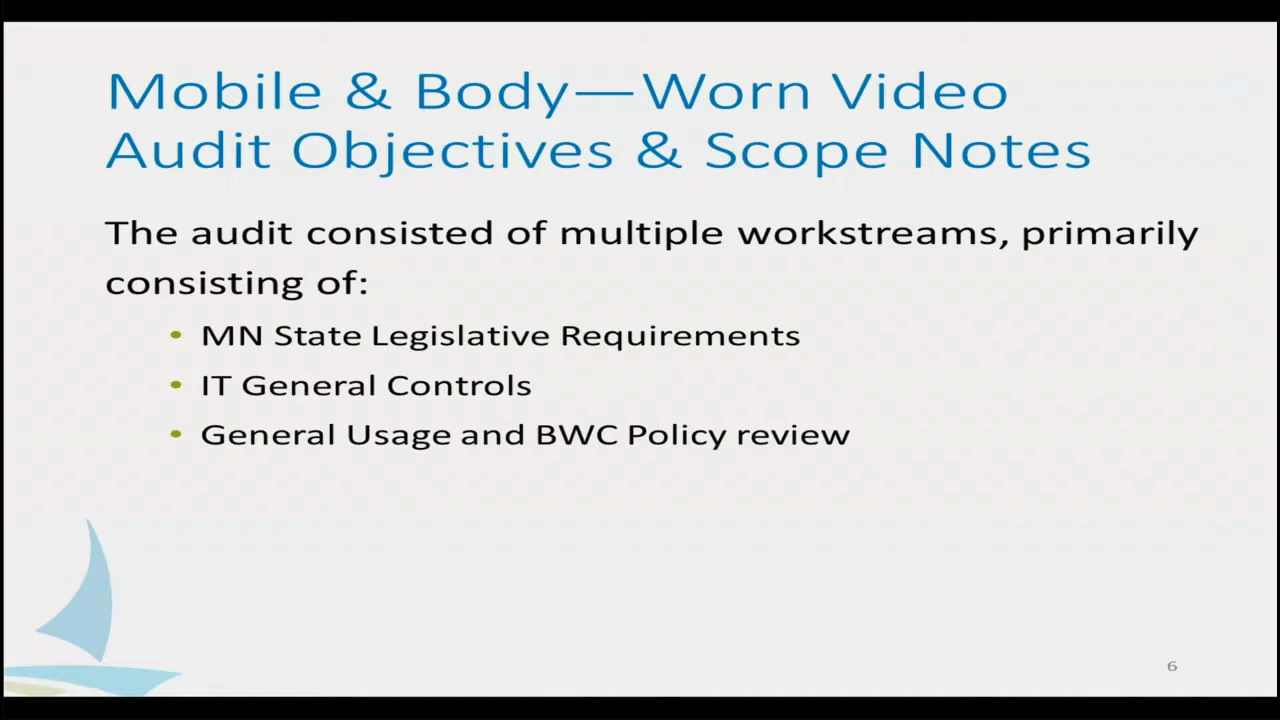 Mobile & Body—Worn Video
Audit Objectives & Scope Notes
The audit consisted of multiple workstreams, primarily
consisting of:
• MN State Legislative Requirements
• IT General Controls
• General Usage and BWC Policy review
6